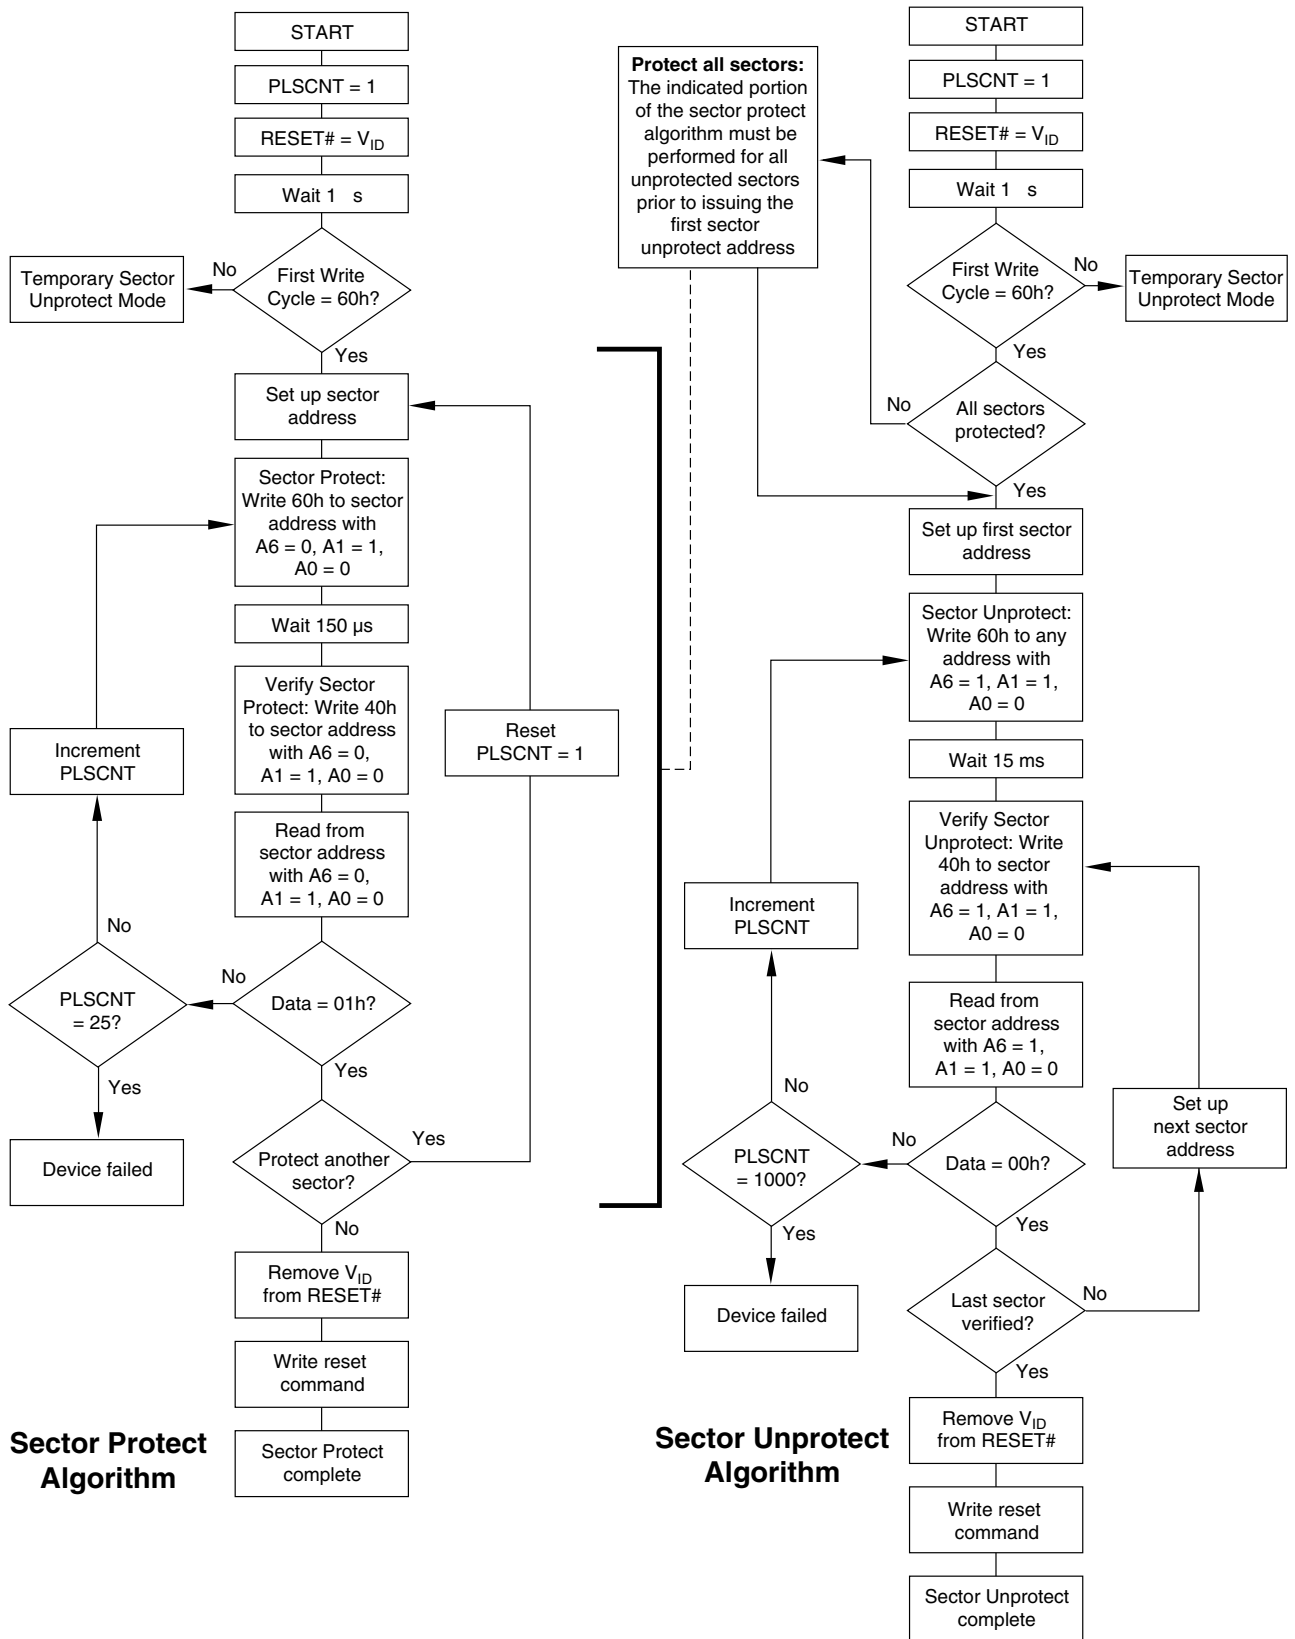 START
PLSCNT = 1
RESET# = VID
Wait 1 s
First Write
Cycle = 60h?
No
Temporary Sector
Unprotect Mode
Yes
Set up sector
address
Sector Protect:
Write 60h to sector
address with
A6 = 0, A1 = 1,
A0 = 0
Wait 150 µs
Verify Sector
Protect: Write 40h
to sector address
with A6 = 0,
A1 = 1, A0 = 0
Read from
sector address
with A6 = 0,
A1 = 1, A0 = 0
Data = 01h?
No
PLSCNT
= 25?
No
Increment
PLSCNT
Yes
Device failed
Yes
Protect another
sector?
Yes
Reset
PLSCNT = 1
No
Remove VID
from RESET#
Write reset
command
Sector Protect
complete
Sector Protect
Algorithm
Protect all sectors:
The indicated portion
of the sector protect
algorithm must be
performed for all
unprotected sectors
prior to issuing the
first sector
unprotect address
START
PLSCNT = 1
RESET# = VID
Wait 1 s
First Write
Cycle = 60h?
No
Temporary Sector
Unprotect Mode
Yes
All sectors
protected?
No
Yes
Set up first sector
address
Sector Unprotect:
Write 60h to any
address with
A6 = 1, A1 = 1,
A0 = 0
Wait 15 ms
Verify Sector
Unprotect: Write
40h to sector
address with
A6 = 1, A1 = 1,
A0 = 0
Read from
sector address
with A6 = 1,
A1 = 1, A0 = 0
Data = 00h?
No
PLSCNT
= 1000?
No
Increment
PLSCNT
Yes
Device failed
Yes
Last sector
verified?
No
Set up
next sector
address
Yes
Remove VID
from RESET#
Write reset
command
Sector Unprotect
complete
Sector Unprotect
Algorithm